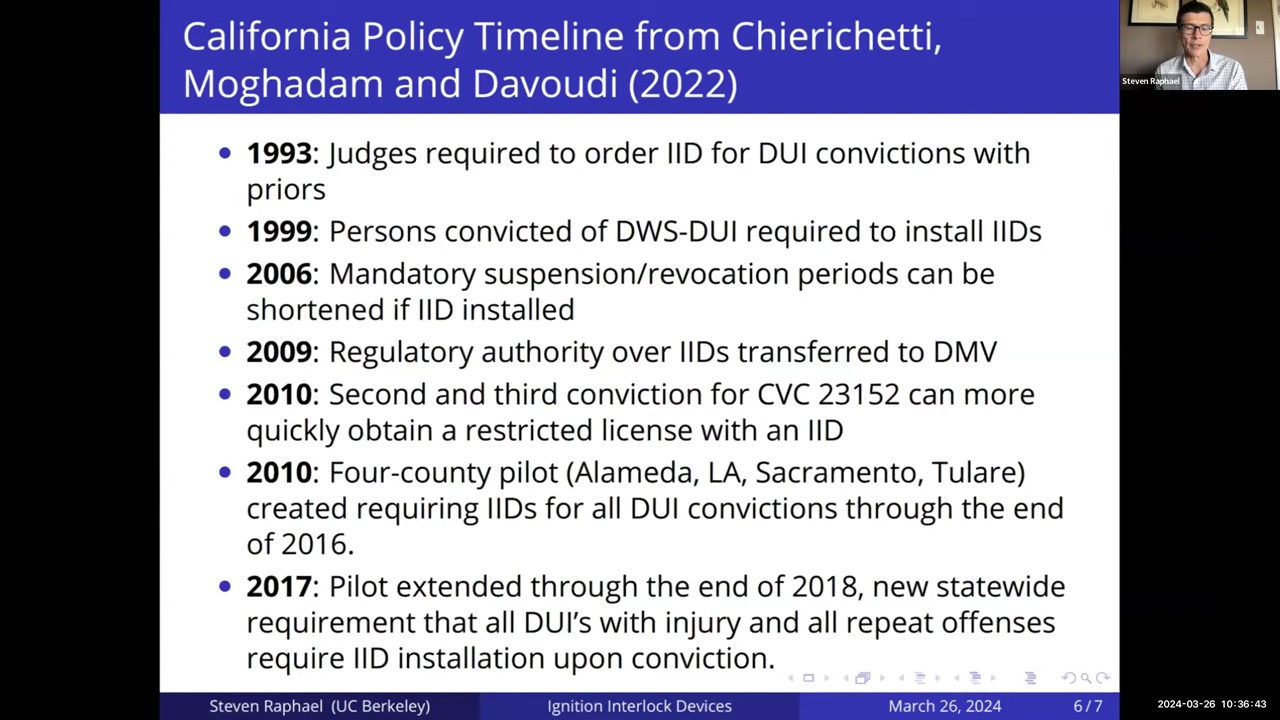 California Policy Timeline from Chierichetti,
Moghadam and Davoudi (2022)
Steven Raphael
1993: Judges required to order IID for DUI convictions with
priors
1999: Persons convicted of DWS-DUI required to install IIDs
2006: Mandatory suspension/revocation periods can be
shortened if IID installed
2009: Regulatory authority over IIDs transferred to DMV
2010: Second and third conviction for CVC 23152 can more
quickly obtain a restricted license with an IID
2010: Four-county pilot (Alameda, LA, Sacramento, Tulare)
created requiring IIDs for all DUI convictions through the end
of 2016.
2017: Pilot extended through the end of 2018, new statewide
requirement that all DUI's with injury and all repeat offenses
require IID installation upon conviction.
Steven Raphael (UC Berkeley)
Ignition Interlock Devices
March 26, 2024
6/7
2024-03-26 10:36:43